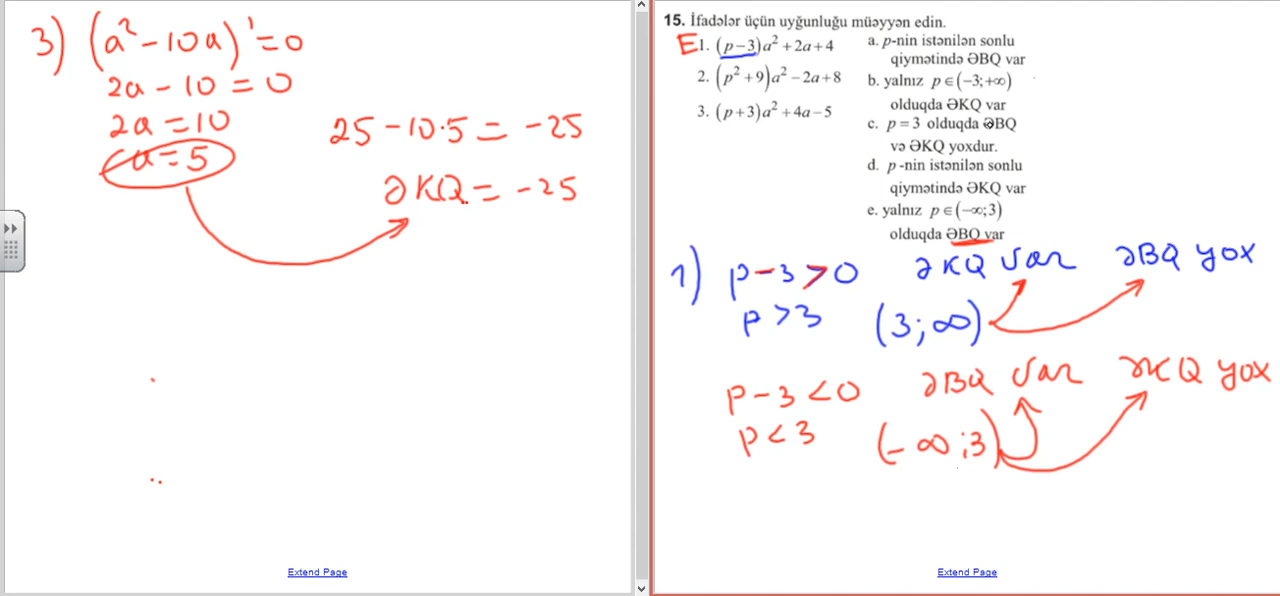 3) (a² - 10a)' = 0
2a - 10 = 0
2a = 10
a = 5
25 - 10·5 = -25
ƏKQ = -25
Extend Page
15. İfadələr üçün uyğunluğu müəyyən edin.
E1. (p−3)a² + 2a + 4
2. (p² + 9)a² − 2a + 8
3. (p+3)a² + 4a − 5
a. p-nin istənilən sonlu
qiymətində ƏBQ var
b. yalnız p∈(−3;+∞)
olduqda ƏKQ var
c. p = 3 olduqda ƏBQ
və ƏKQ yoxdur.
d. p-nin istənilən sonlu
qiymətində ƏKQ var
e. yalnız p∈(−∞;3)
olduqda ƏBQ var
1) p - 3 > 0 ƏKQ var ƏBQ yox
p > 3 (3; ∞)
p - 3 < 0 ƏBQ var ƏKQ yox
p < 3 (- ∞ ; 3)
Extend Page